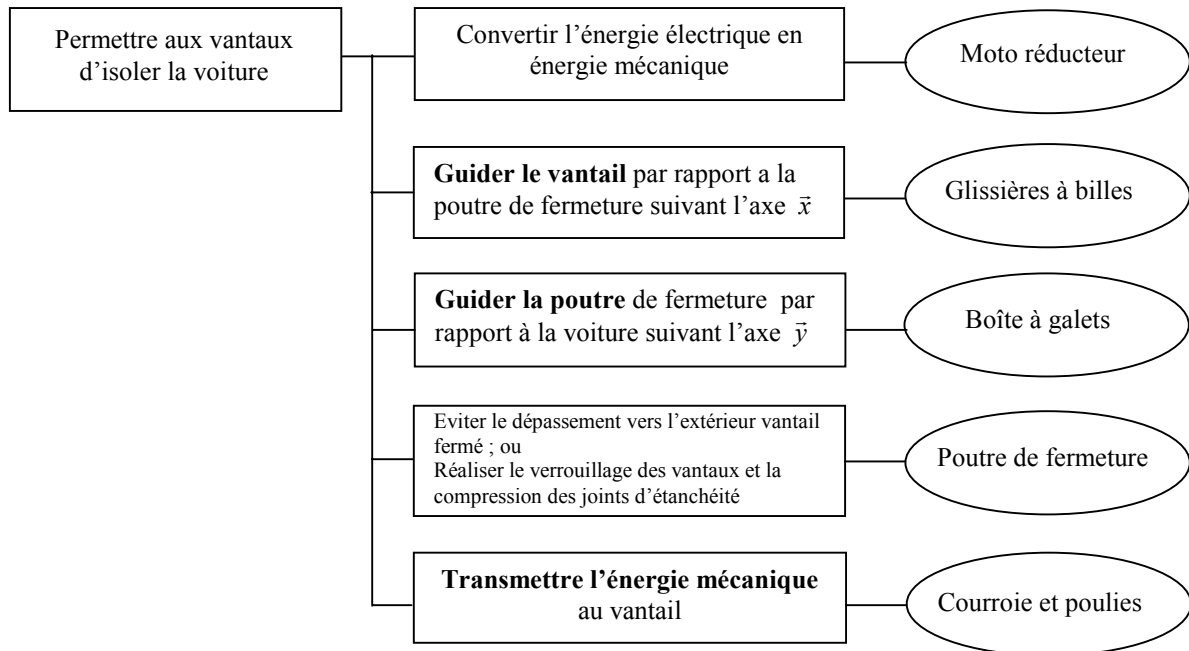 Permettre aux vantaux
d’isoler la voiture
Convertir l’énergie électrique en
énergie mécanique
Moto réducteur
Guider le vantail par rapport a la
poutre de fermeture suivant l’axe x⃗
Glissières à billes
Guider la poutre de fermeture par
rapport à la voiture suivant l’axe y⃗
Boîte à galets
Eviter le dépassement vers l’extérieur vantail
fermé ; ou
Réaliser le verrouillage des vantaux et la
compression des joints d’étanchéité
Poutre de fermeture
Transmettre l’énergie mécanique
au vantail
Courroie et poulies